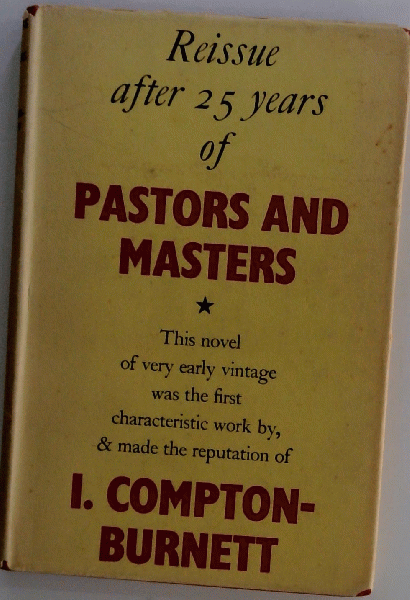 Reissue
after 25 years
of
PASTORS AND
MASTERS
★
This novel
of very early vintage
was the first
characteristic work by,
& made the reputation of
I. COMPTON-
BURNETT